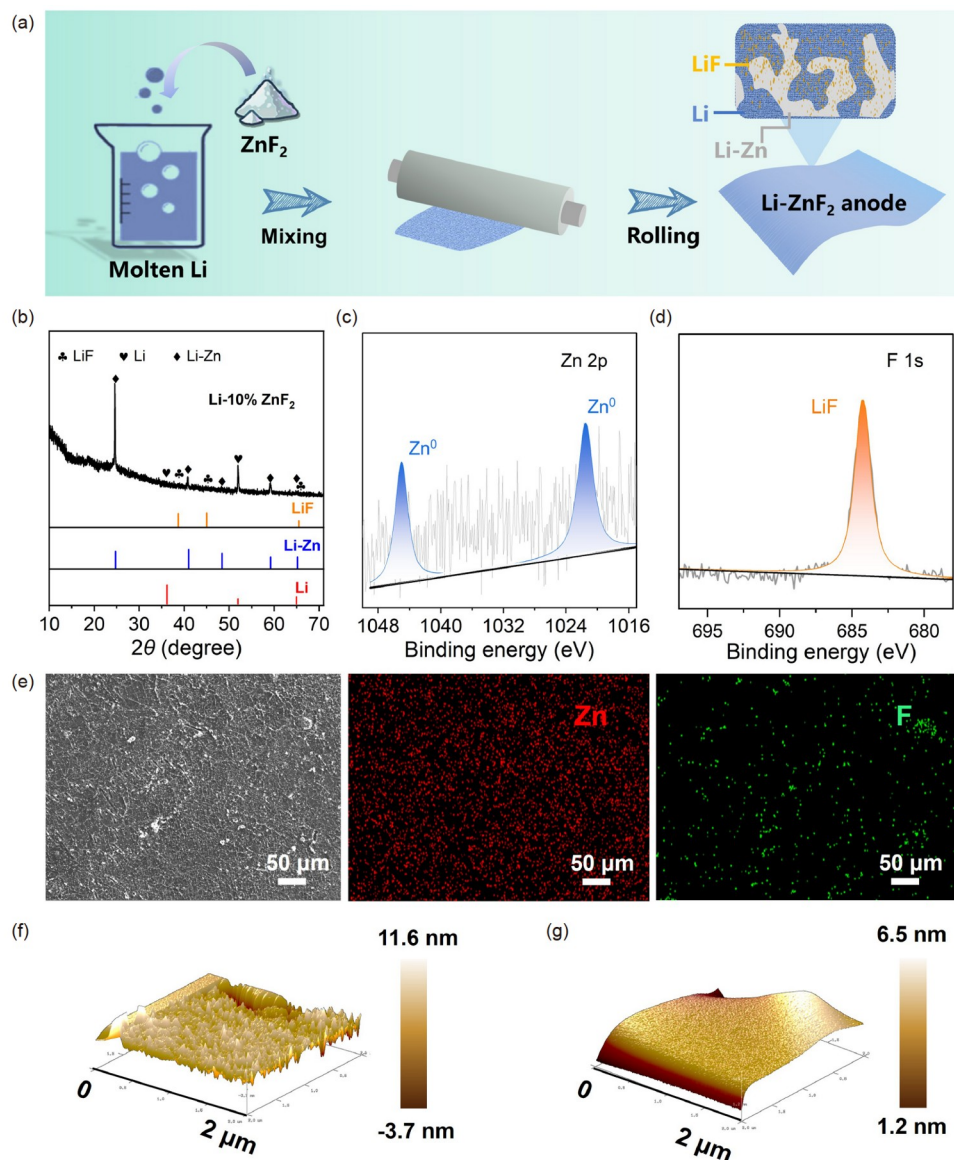 (a)
LiF
Li
Li-Zn
ZnF₂
Molten Li
Mixing
Rolling
Li-ZnF₂ anode
(b)
♣ LiF ♥ Li ♦ Li-Zn
Li-10% ZnF₂
LiF
Li-Zn
Li
10 20 30 40 50 60 70
2θ (degree)
(c)
Zn 2p
Zn⁰
Zn⁰
1048 1040 1032 1024 1016
Binding energy (eV)
(d)
F 1s
LiF
695 690 685 680
Binding energy (eV)
(e)
50 µm
Zn
50 µm
F
50 µm
(f)
11.6 nm
-3.7 nm
0
2 µm
(g)
6.5 nm
1.2 nm
0
2 µm